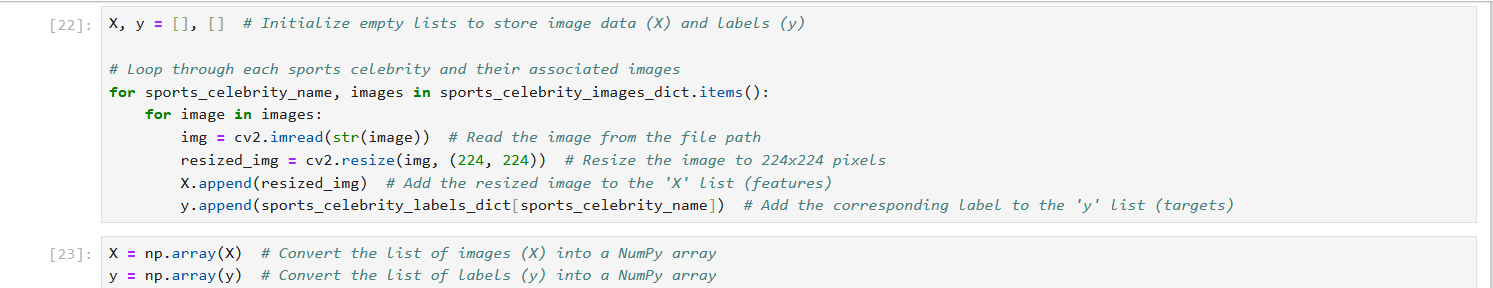 [22]: X, y = [], []  # Initialize empty lists to store image data (X) and labels (y)
# Loop through each sports celebrity and their associated images
for sports_celebrity_name, images in sports_celebrity_images_dict.items():
    for image in images:
        img = cv2.imread(str(image))  # Read the image from the file path
        resized_img = cv2.resize(img, (224, 224))  # Resize the image to 224x224 pixels
        X.append(resized_img)  # Add the resized image to the 'X' list (features)
        y.append(sports_celebrity_labels_dict[sports_celebrity_name])  # Add the corresponding label to the 'y' list (targets)
[23]: X = np.array(X)  # Convert the list of images (X) into a NumPy array
y = np.array(y)  # Convert the list of labels (y) into a NumPy array